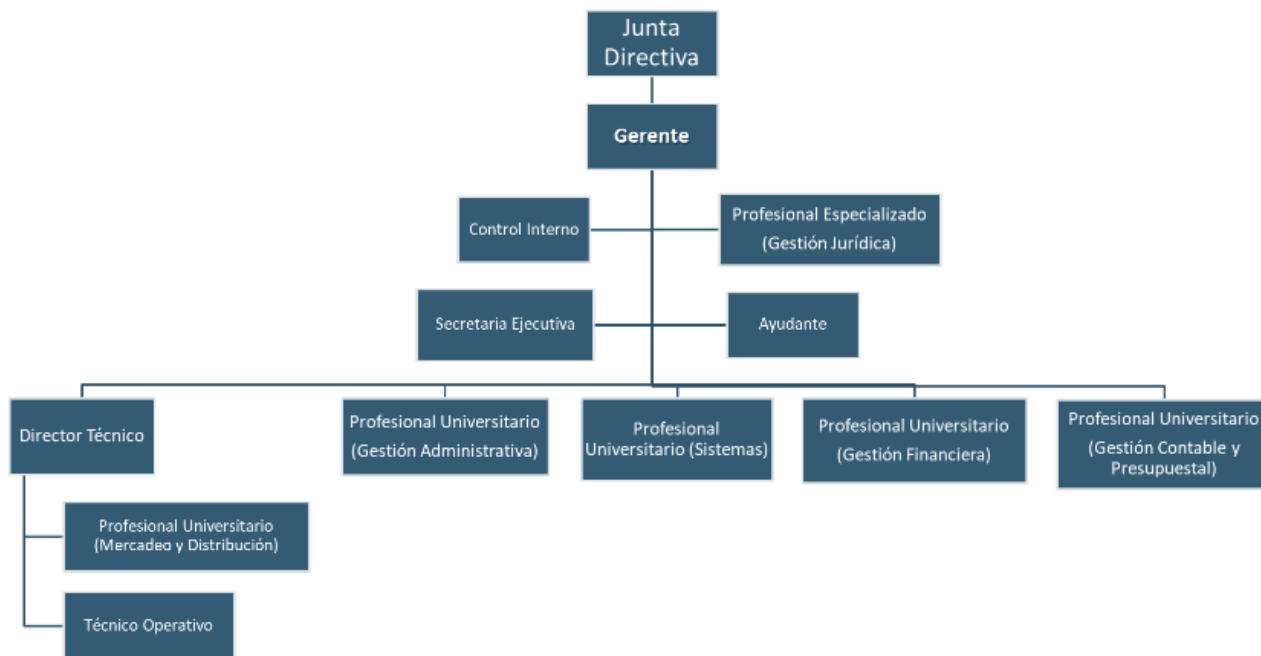 Junta
Directiva
Gerente
Control Interno
Profesional Especializado
(Gestión Jurídica)
Secretaria Ejecutiva
Ayudante
Director Técnico
Profesional Universitario
(Gestión Administrativa)
Profesional
Universitario (Sistemas)
Profesional Universitario
(Gestión Financiera)
Profesional Universitario
(Gestión Contable y
Presupuestal)
Profesional Universitario
(Mercadeo y Distribución)
Técnico Operativo